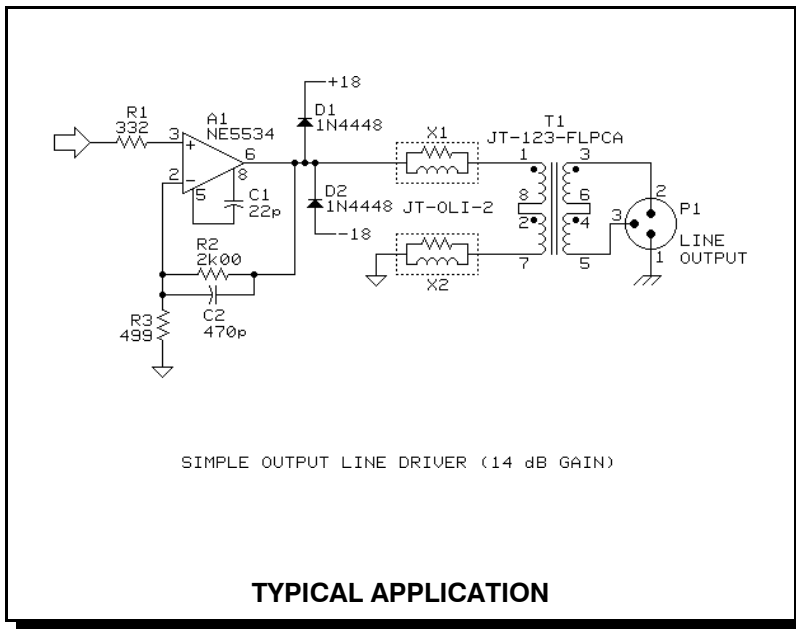 +18
R1
332
A1
NE5534
D1
1N4448
X1
T1
JT-123-FLPCA
3
+
6
1
3
2
−
5
8
C1
22p
D2
1N4448
JT-OLI-2
8
6
2
P1
2
4
3
-18
R2
2k00
LINE
OUTPUT
7
5
1
X2
C2
470p
R3
499
SIMPLE OUTPUT LINE DRIVER (14 dB GAIN)
TYPICAL APPLICATION